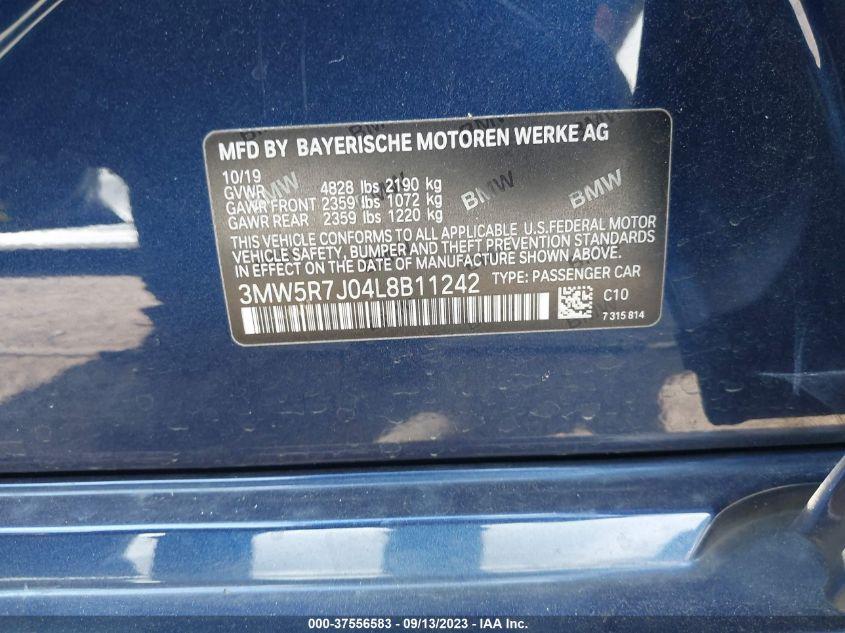 MFD BY BAYERISCHE MOTOREN WERKE AG
10/19
GVWR 4828 lbs 2190 kg
GAWR FRONT 2359 lbs 1072 kg
GAWR REAR 2359 lbs 1220 kg
THIS VEHICLE CONFORMS TO ALL APPLICABLE U.S.FEDERAL MOTOR
VEHICLE SAFETY, BUMPER AND THEFT PREVENTION STANDARDS
IN EFFECT ON THE DATE OF MANUFACTURE SHOWN ABOVE.
3MW5R7J04L8B11242 TYPE: PASSENGER CAR
C10
7 315 814
BMW BMW BMW
000-37556583 - 09/13/2023 - IAA Inc.